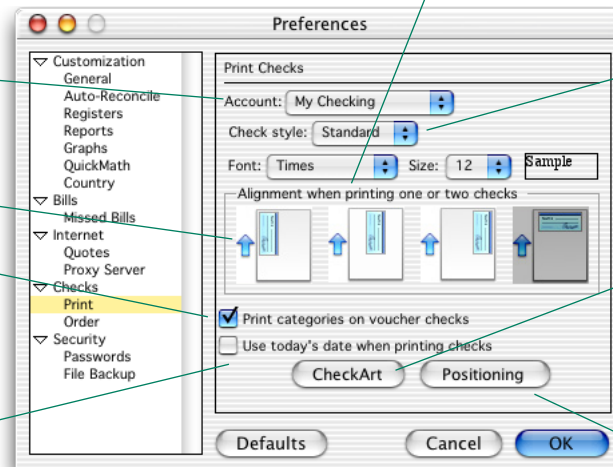 Preferences
Customization
General
Auto-Reconcile
Registers
Reports
Graphs
QuickMath
Country
Bills
Missed Bills
Internet
Quotes
Proxy Server
Checks
Print
Order
Security
Passwords
File Backup
Print Checks
Account: My Checking
Check style: Standard
Font: Times Size: 12 Sample
Alignment when printing one or two checks
Print categories on voucher checks
Use today's date when printing checks
CheckArt Positioning
Defaults Cancel OK